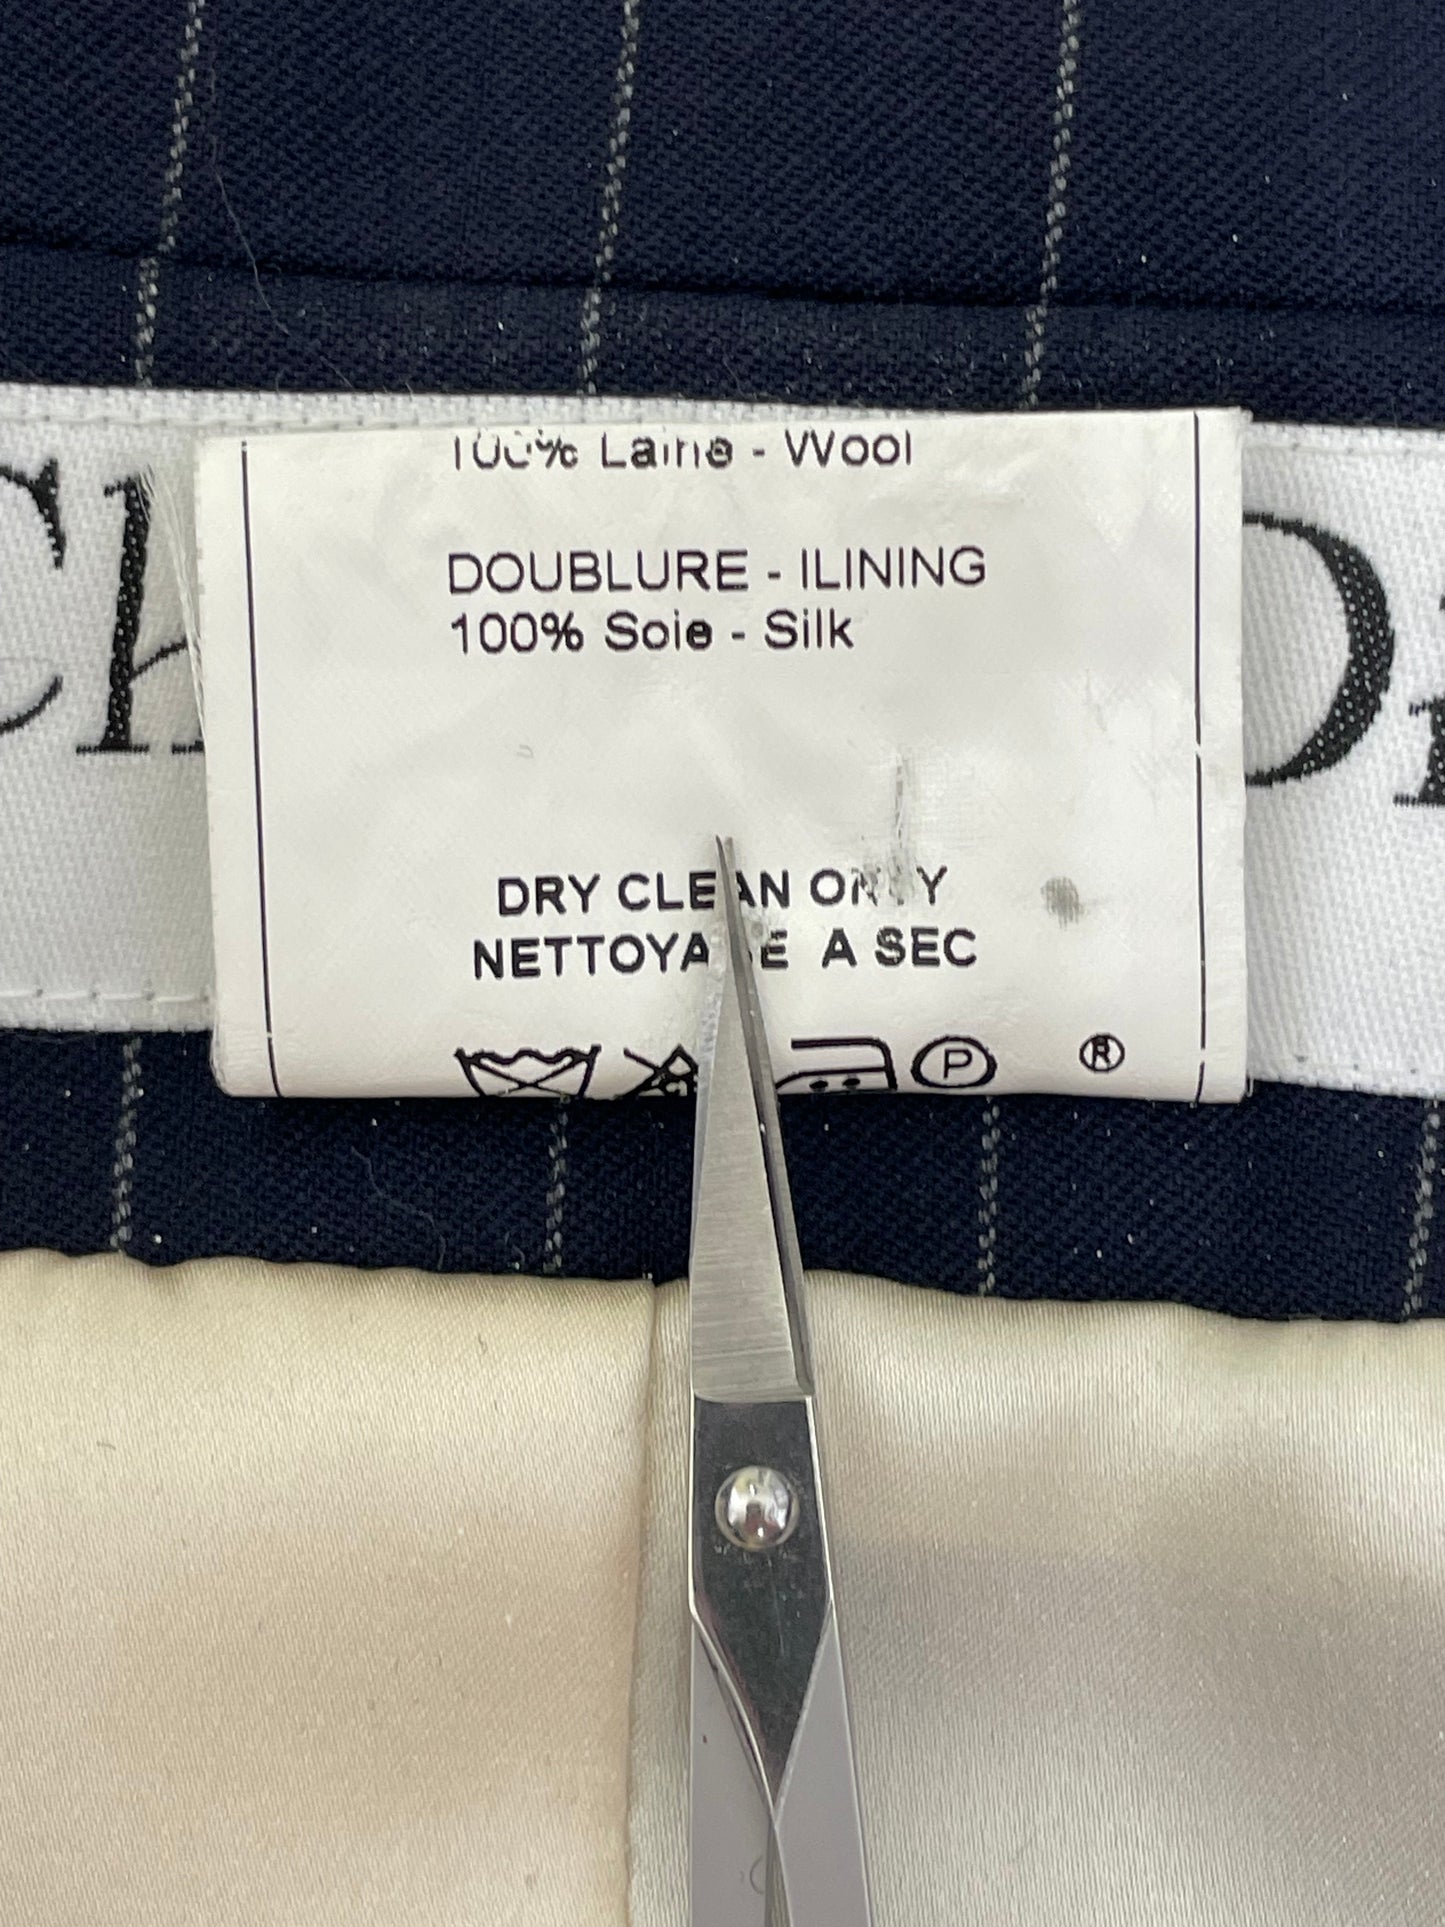 100% Laine - Wool
DOUBLURE - ILINING
100% Soie - Silk
DRY CLEAN ONLY
NETTOYAGE A SEC
P ®